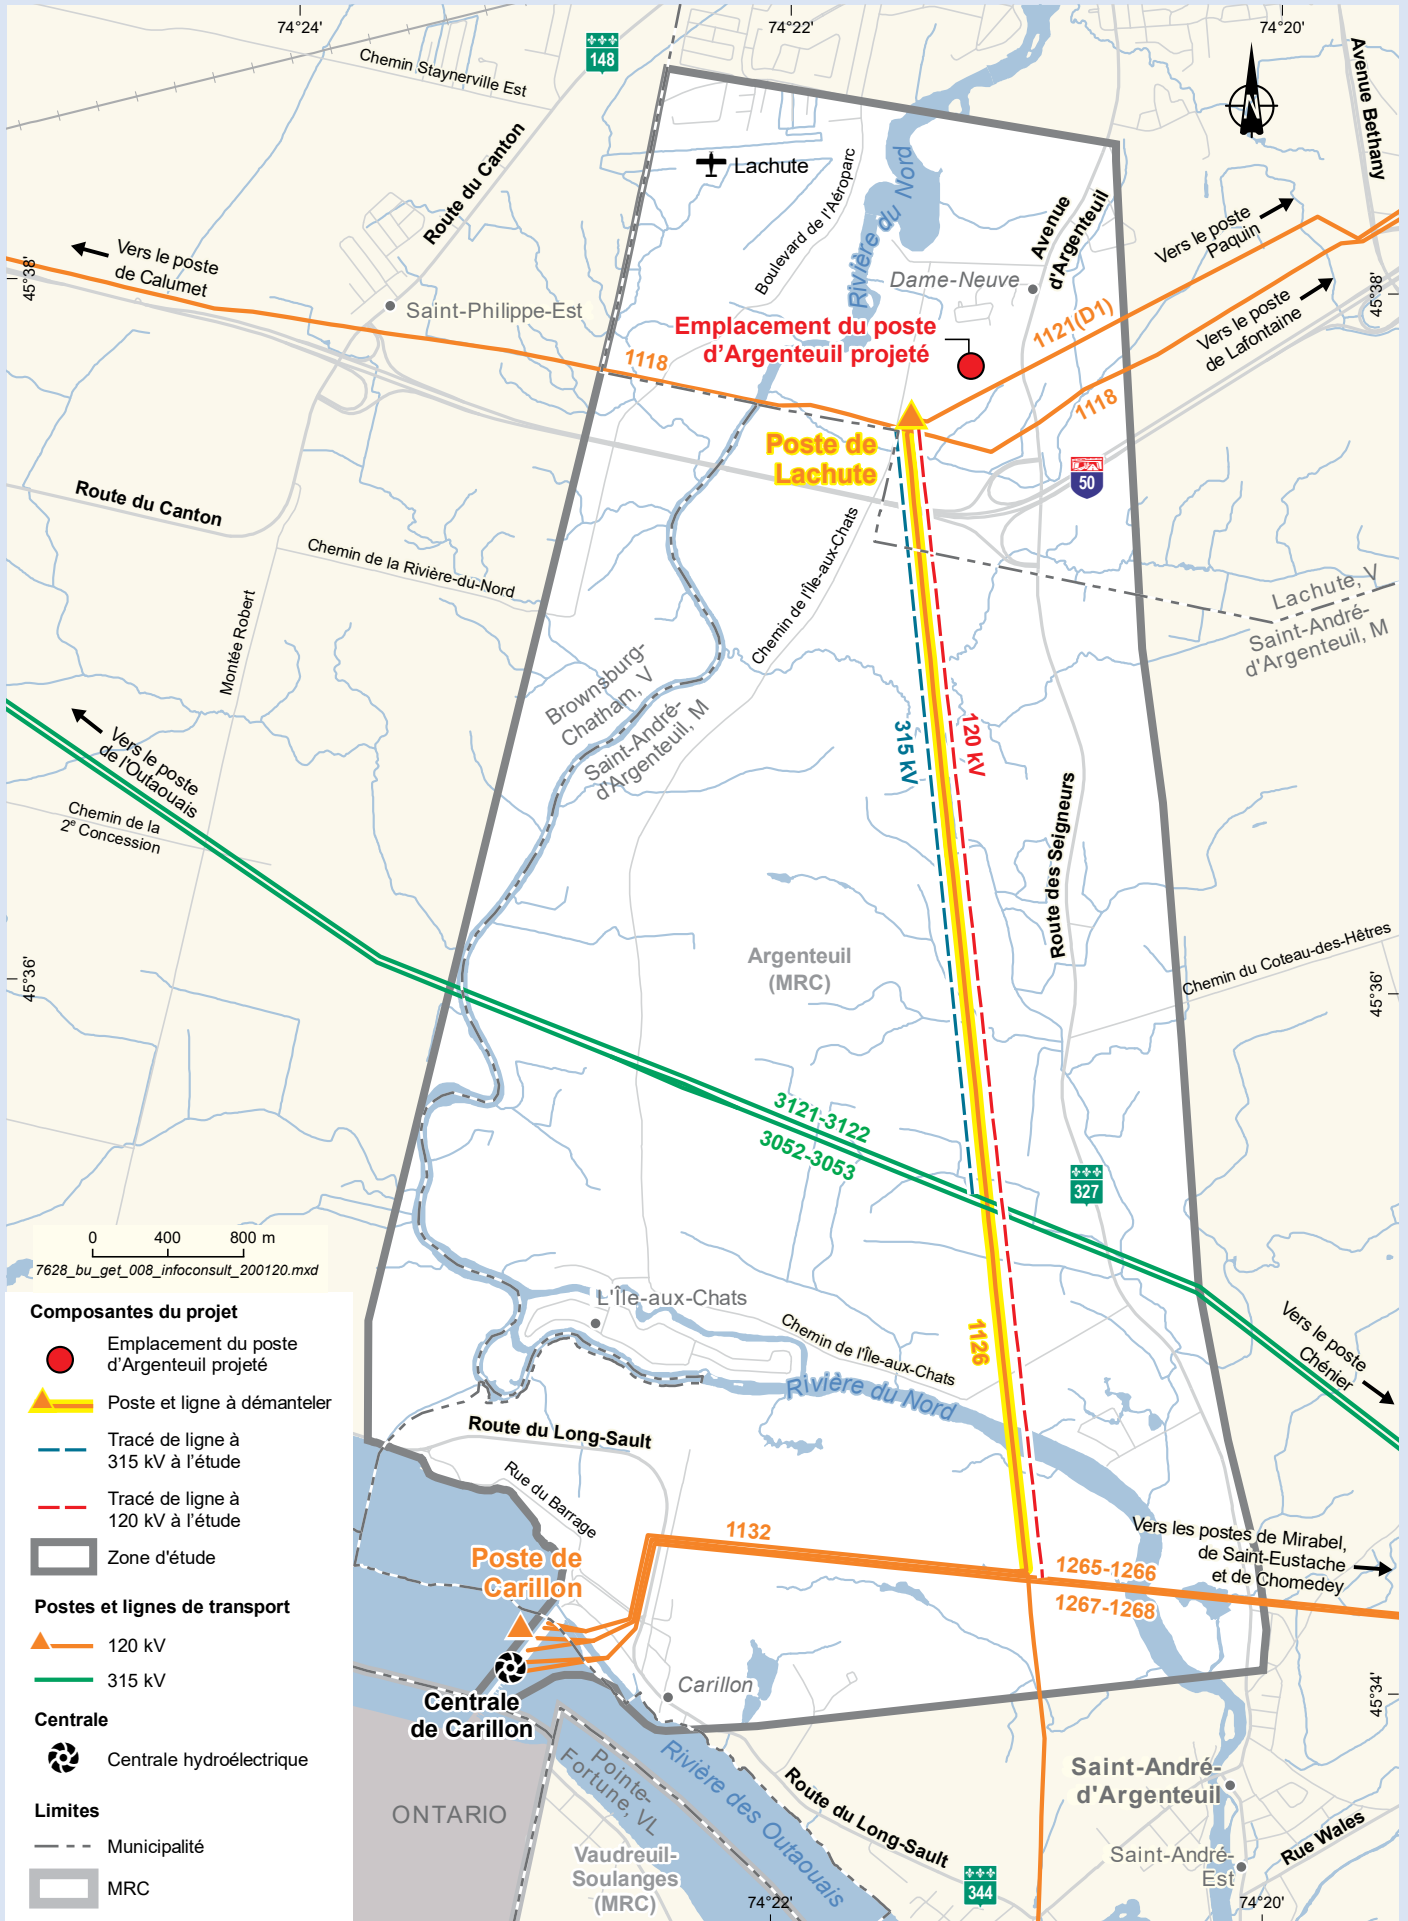 74°24'
74°22'
74°20'
Chemin Staynerville Est
148
Avenue Bethany
N
Route du Canton
Lachute
Boulevard de l'Aéroparc
Rivière du Nord
Avenue
d'Argenteuil
Vers le poste
Paquin
Vers le poste
de Calumet
45°38'
45°38'
Dame-Neuve
Saint-Philippe-Est
Emplacement du poste
d'Argenteuil projeté
1121(D1)
Vers le poste
de Lafontaine
1118
1118
Poste de
Lachute
50
Route du Canton
Chemin de la Rivière-du-Nord
Chemin de l'Île-aux-Chats
Montée Robert
Lachute, V
Saint-André-
d'Argenteuil, M
Brownsburg-
Chatham, V
Saint-André-
d'Argenteuil, M
Vers le poste
de l'Outaouais
315 kV
120 kV
Chemin de la
2e Concession
Route des Seigneurs
Argenteuil
(MRC)
Chemin du Coteau-des-Hêtres
45°36'
45°36'
3121-3122
3052-3053
327
0 400 800 m
7628_bu_get_008_infoconsult_200120.mxd
L'Île-aux-Chats
Chemin de l'Île-aux-Chats
1126
Vers le poste
Chénier
Rivière du Nord
Route du Long-Sault
Rue du Barrage
1132
Vers les postes de Mirabel,
de Saint-Eustache
et de Chomedey
1265-1266
1267-1268
Poste de
Carillon
Centrale
de Carillon
Carillon
45°34'
Composantes du projet
Emplacement du poste
d'Argenteuil projeté
Poste et ligne à démanteler
Tracé de ligne à
315 kV à l'étude
Tracé de ligne à
120 kV à l'étude
Zone d'étude
Postes et lignes de transport
120 kV
315 kV
Centrale
Centrale hydroélectrique
Limites
Municipalité
MRC
ONTARIO
Pointe-
Fortune, VL
Rivière des Outaouais
Vaudreuil-
Soulanges
(MRC)
Route du Long-Sault
344
Saint-André-
d'Argenteuil
Saint-André-
Est
Rue Wales
74°22'
74°20'